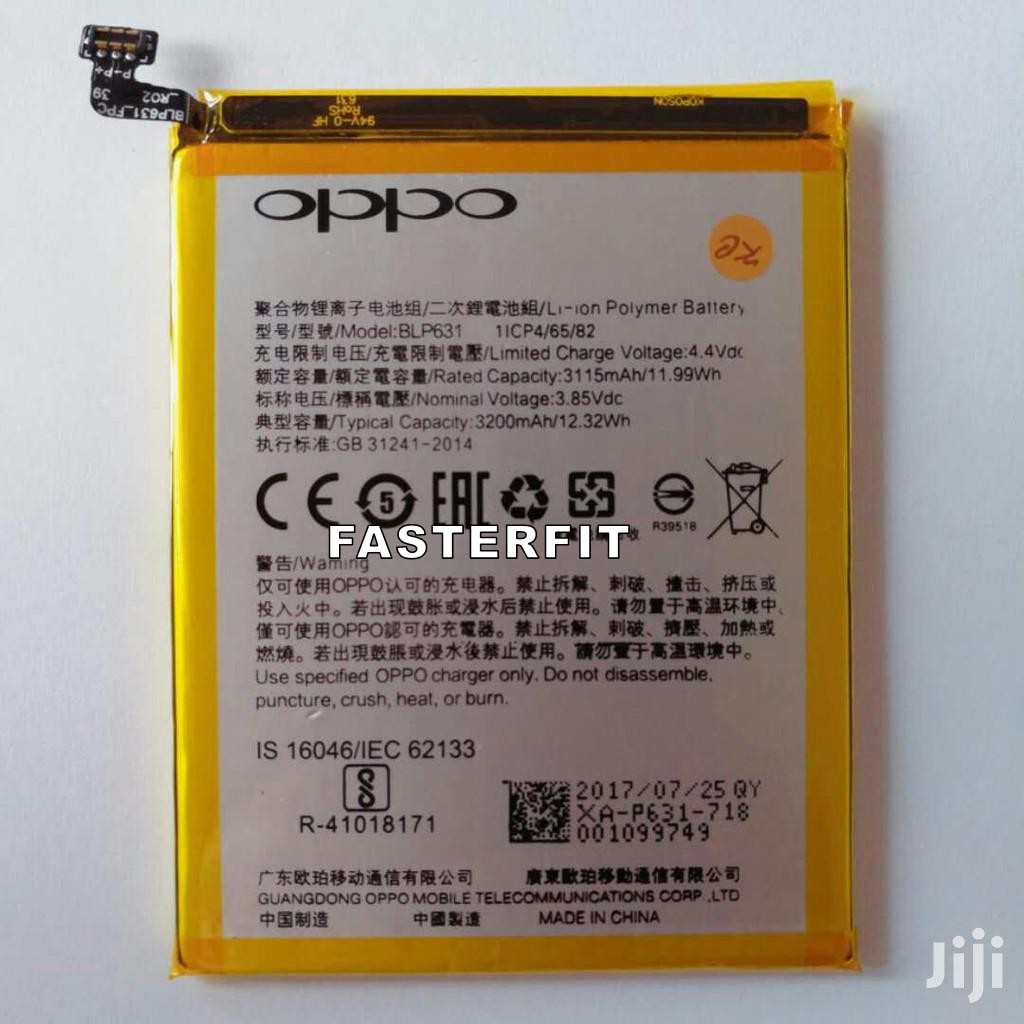 P-P+
39
_R02
BLP631_FPC
94V-0 HF
RoHS
631
KOPOSON
oppo
聚合物锂离子电池组/二次鋰電池組/Li-ion Polymer Battery
型号/型號/Model:BLP631 1ICP4/65/82
充电限制电压/充電限制電壓/Limited Charge Voltage:4.4Vdc
额定容量/額定電容量/Rated Capacity:3115mAh/11.99Wh
标称电压/標稱電壓/Nominal Voltage:3.85Vdc
典型容量/Typical Capacity:3200mAh/12.32Wh
执行标准:GB 31241-2014
CE 5 EAC
R39518
FASTERFIT
警告/Warning
仅可使用OPPO认可的充电器。禁止拆解、刺破、撞击、挤压或
投入火中。若出现鼓胀或浸水后禁止使用。请勿置于高温环境中。
僅可使用OPPO認可的充電器。禁止拆解、刺破、擠壓、加熱或
燃燒。若出現鼓脹或浸水後禁止使用。請勿置于高溫環境中。
Use specified OPPO charger only. Do not disassemble,
puncture, crush, heat, or burn.
IS 16046/IEC 62133
R-41018171
2017/07/25 QY
XA-P631-718
001099749
广东欧珀移动通信有限公司 廣東歐珀移動通信有限公司
GUANGDONG OPPO MOBILE TELECOMMUNICATIONS CORP.,LTD
中国制造 中國製造 MADE IN CHINA
Jiji